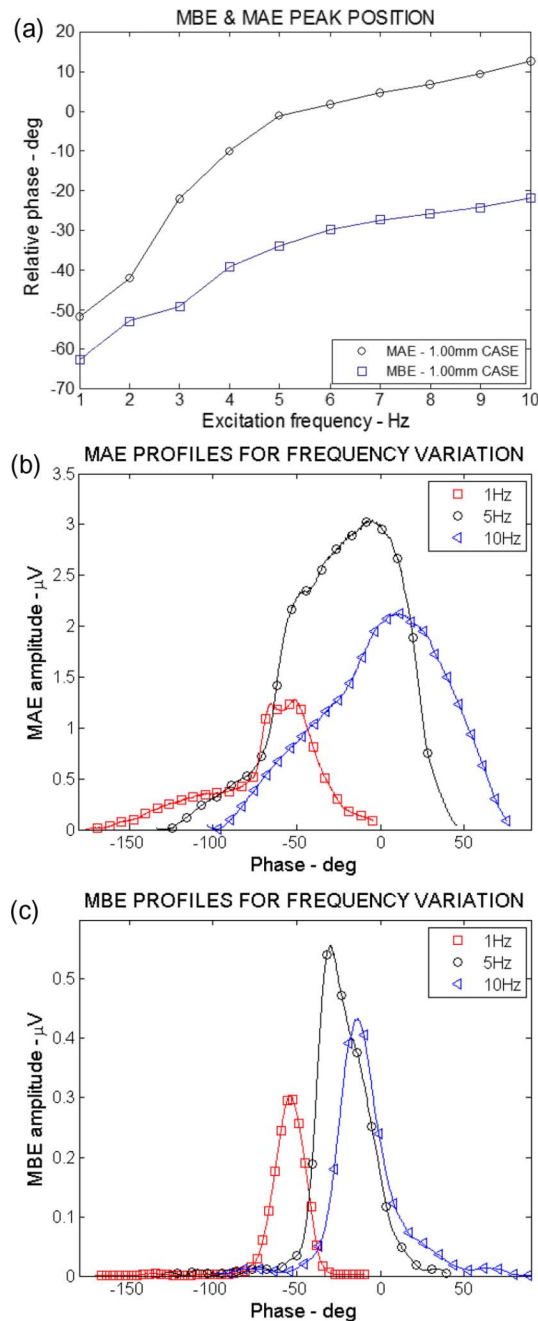 (a)
MBE & MAE PEAK POSITION
Relative phase - deg
20
10
0
-10
-20
-30
-40
-50
-60
-70
MAE - 1.00mm CASE
MBE - 1.00mm CASE
1 2 3 4 5 6 7 8 9 10
Excitation frequency - Hz
(b)
MAE PROFILES FOR FREQUENCY VARIATION
MAE amplitude - μV
3.5
3
2.5
2
1.5
1
0.5
0
1Hz
5Hz
10Hz
-150 -100 -50 0 50
Phase - deg
(c)
MBE PROFILES FOR FREQUENCY VARIATION
MBE amplitude - μV
0.5
0.4
0.3
0.2
0.1
0
1Hz
5Hz
10Hz
-150 -100 -50 0 50
Phase - deg